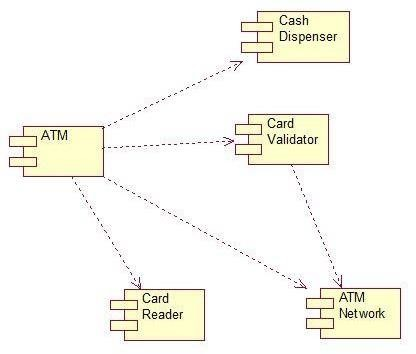 Cash
Dispenser
ATM
Card
Validator
Card
Reader
ATM
Network